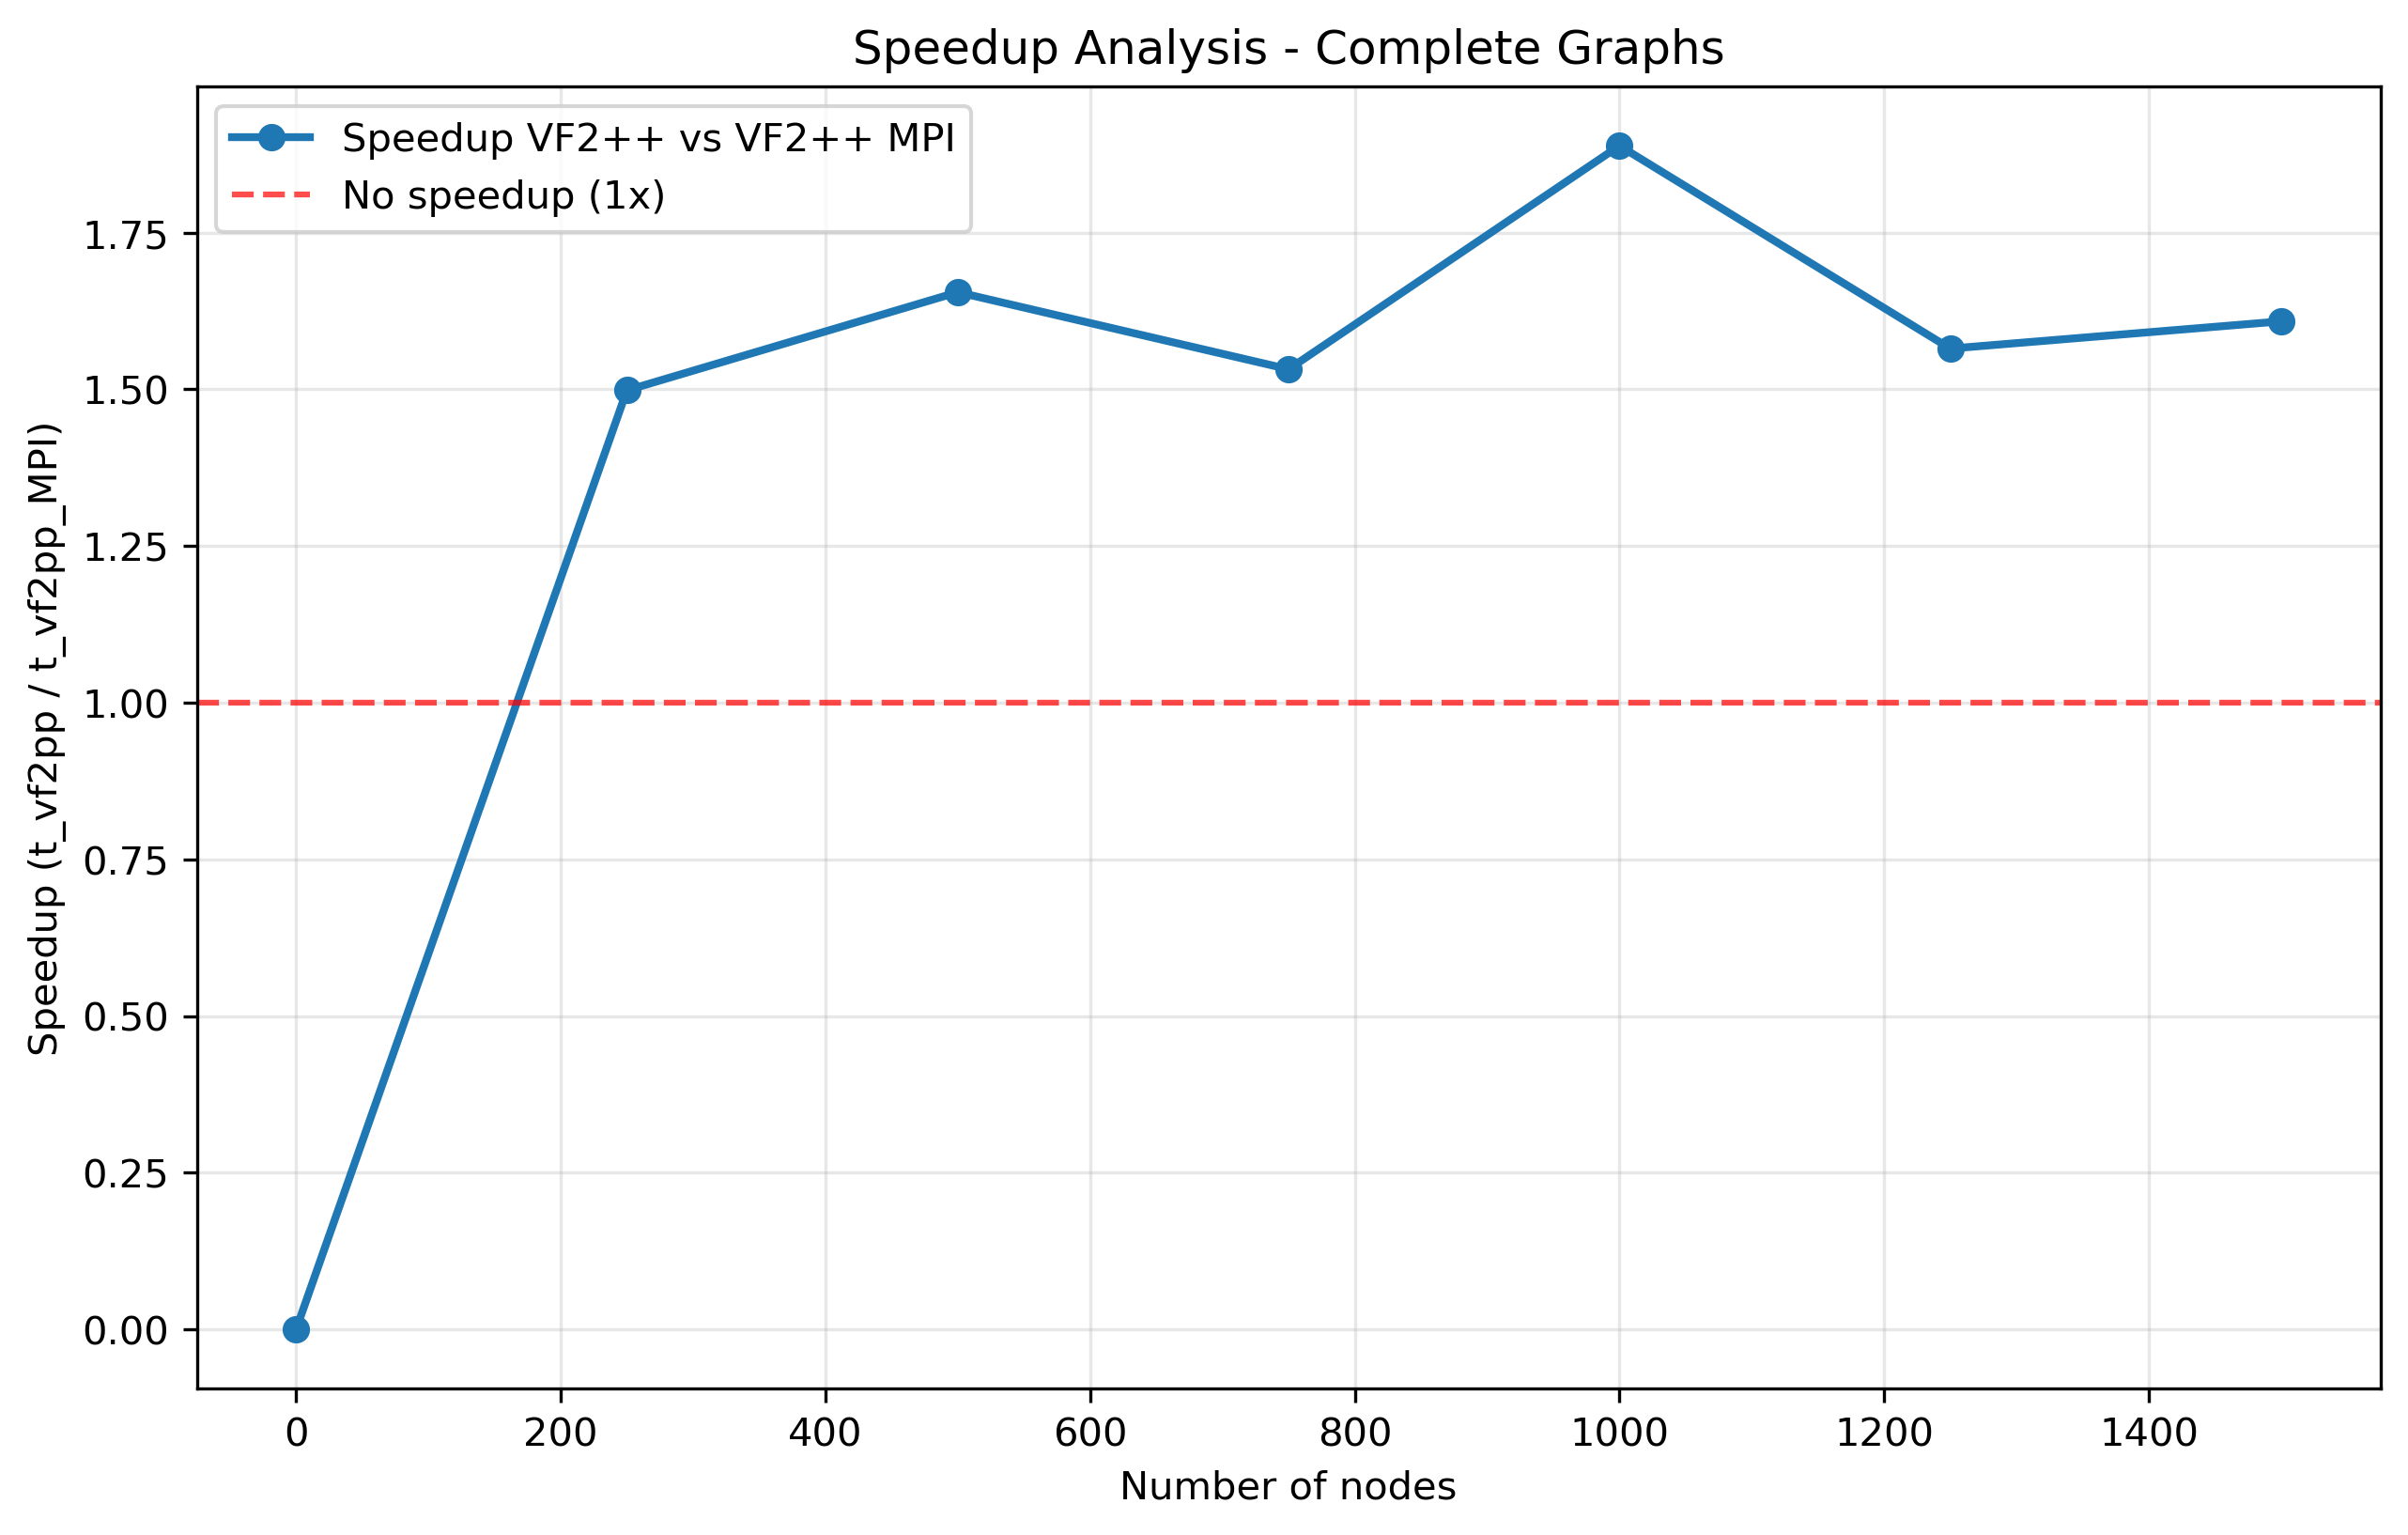 Speedup Analysis - Complete Graphs
Speedup VF2++ vs VF2++ MPI
No speedup (1x)
Speedup (t_vf2pp / t_vf2pp_MPI)
1.75
1.50
1.25
1.00
0.75
0.50
0.25
0.00
0 200 400 600 800 1000 1200 1400
Number of nodes